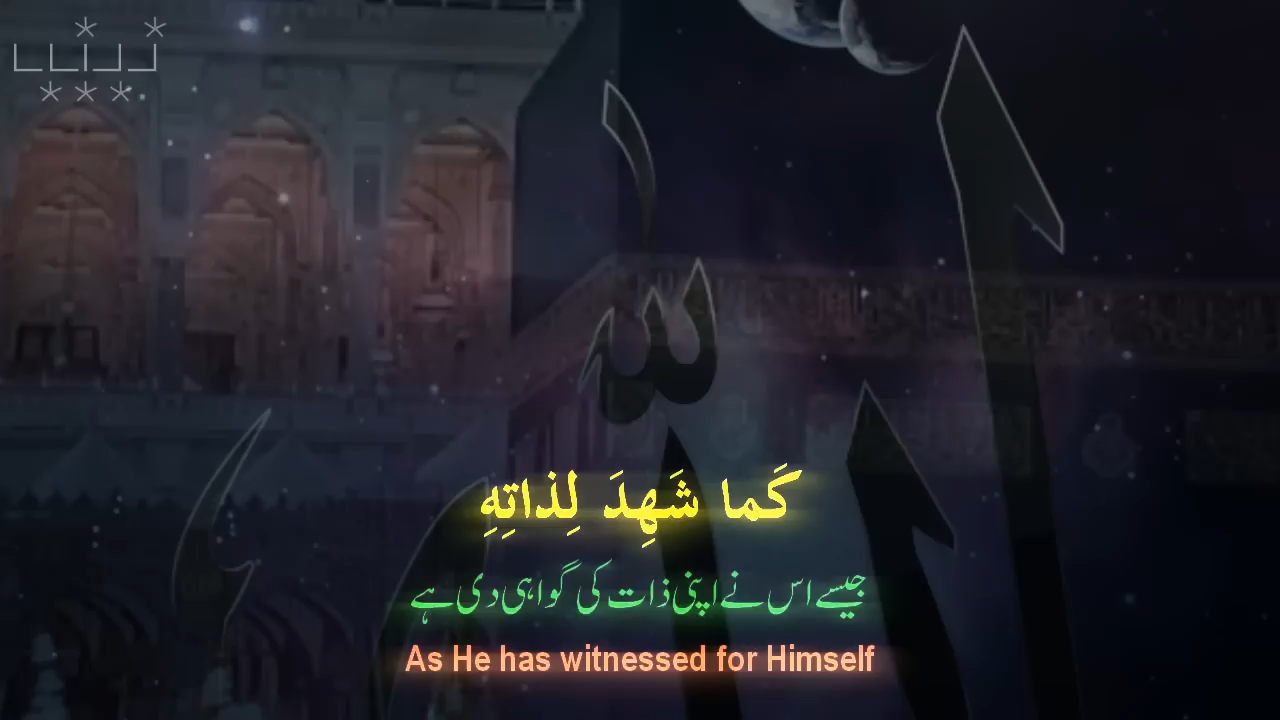 كَما شَهِدَ لِذاتِهِ
جیسے اس نے اپنی ذات کی گواہی دی ہے
As He has witnessed for Himself